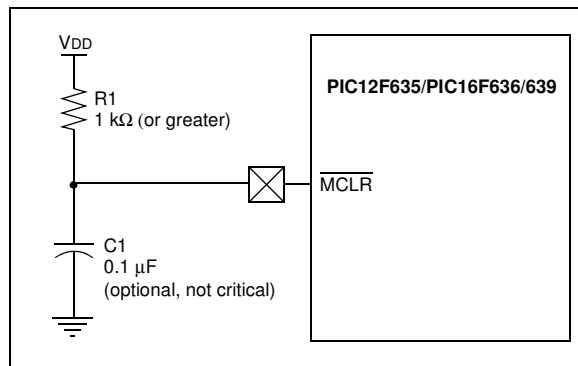 VDD
R1
1 kΩ (or greater)
PIC12F635/PIC16F636/639
MCLR
C1
0.1 μF
(optional, not critical)